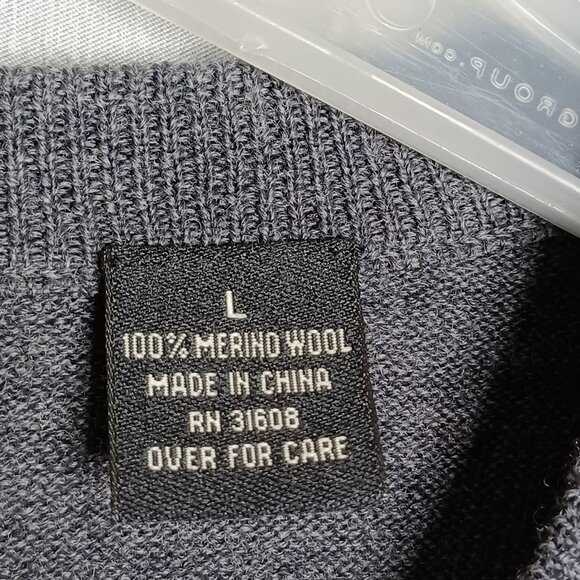 GROUP.COM
L
100% MERINO WOOL
MADE IN CHINA
RN 31608
OVER FOR CARE